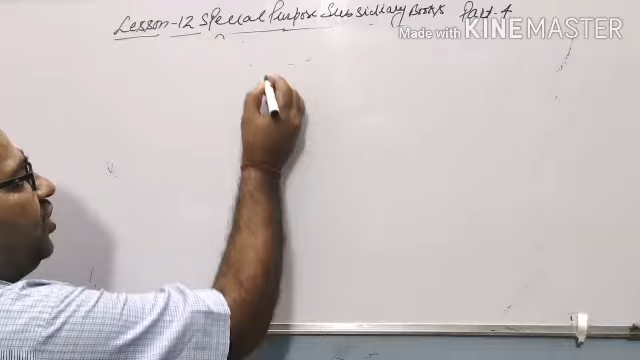 Lesson-12 Special Purpose Subsidiary Books Part-4
Made with KINEMASTER